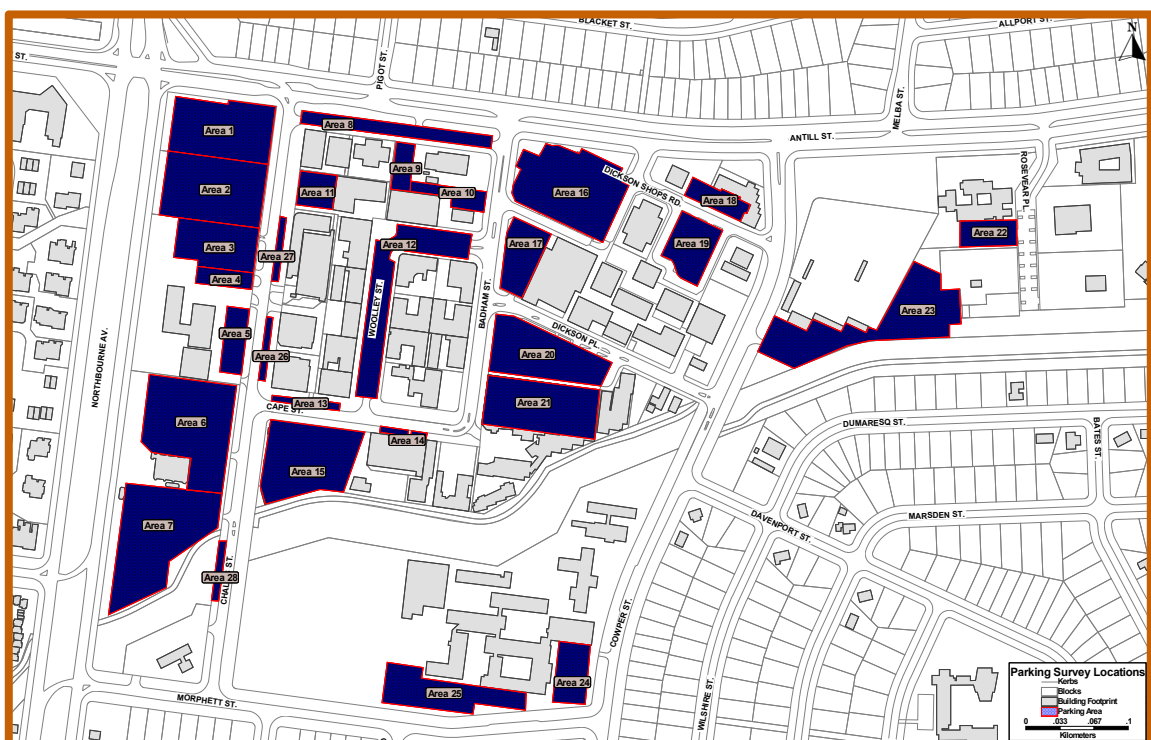 BLACKET ST.
ALLPORT ST.
N
ST.
PIGOT ST.
MELBA ST.
ANTILL ST.
Area 1
Area 8
Area 2
Area 9
Area 10
Area 11
Area 16
DICKSON SHOPS RD.
Area 18
ROSEVEAR PL.
Area 3
Area 27
Area 12
Area 17
Area 19
Area 22
Area 4
WOOLLEY ST.
BADHAM ST.
Area 5
Area 26
DICKSON PL.
Area 23
NORTHBOURNE AV.
Area 20
Area 13
CAPE ST.
Area 21
Area 6
Area 14
DUMARESQ ST.
BATES ST.
Area 15
Area 7
DAVENPORT ST.
MARSDEN ST.
Area 28
ST.
COWPER ST.
Area 24
Area 25
MORPHETT ST.
WILSHIRE ST.
Parking Survey Locations
Kerbs
Blocks
Building Footprint
Parking Area
0 .033 .067 .1
Kilometers